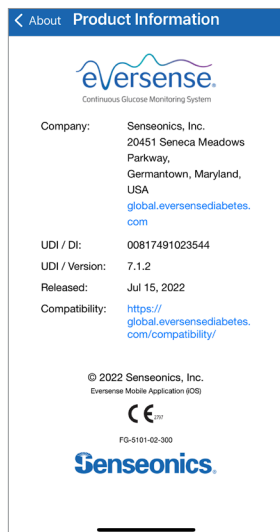 About Product Information
eversense®
Continuous Glucose Monitoring System
Company: Senseonics, Inc.
20451 Seneca Meadows
Parkway,
Germantown, Maryland,
USA
global.eversensediabetes.
com
UDI / DI: 00817491023544
UDI / Version: 7.1.2
Released: Jul 15, 2022
Compatibility: https://
global.eversensediabetes.
com/compatibility/
© 2022 Senseonics, Inc.
Eversense Mobile Application (iOS)
CE 2797
FG-5101-02-300
Senseonics®